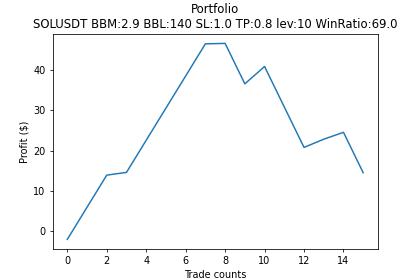 Portfolio
SOLUSDT BBM:2.9 BBL:140 SL:1.0 TP:0.8 lev:10 WinRatio:69.0
40
30
20
10
0
Profit ($)
0 2 4 6 8 10 12 14
Trade counts